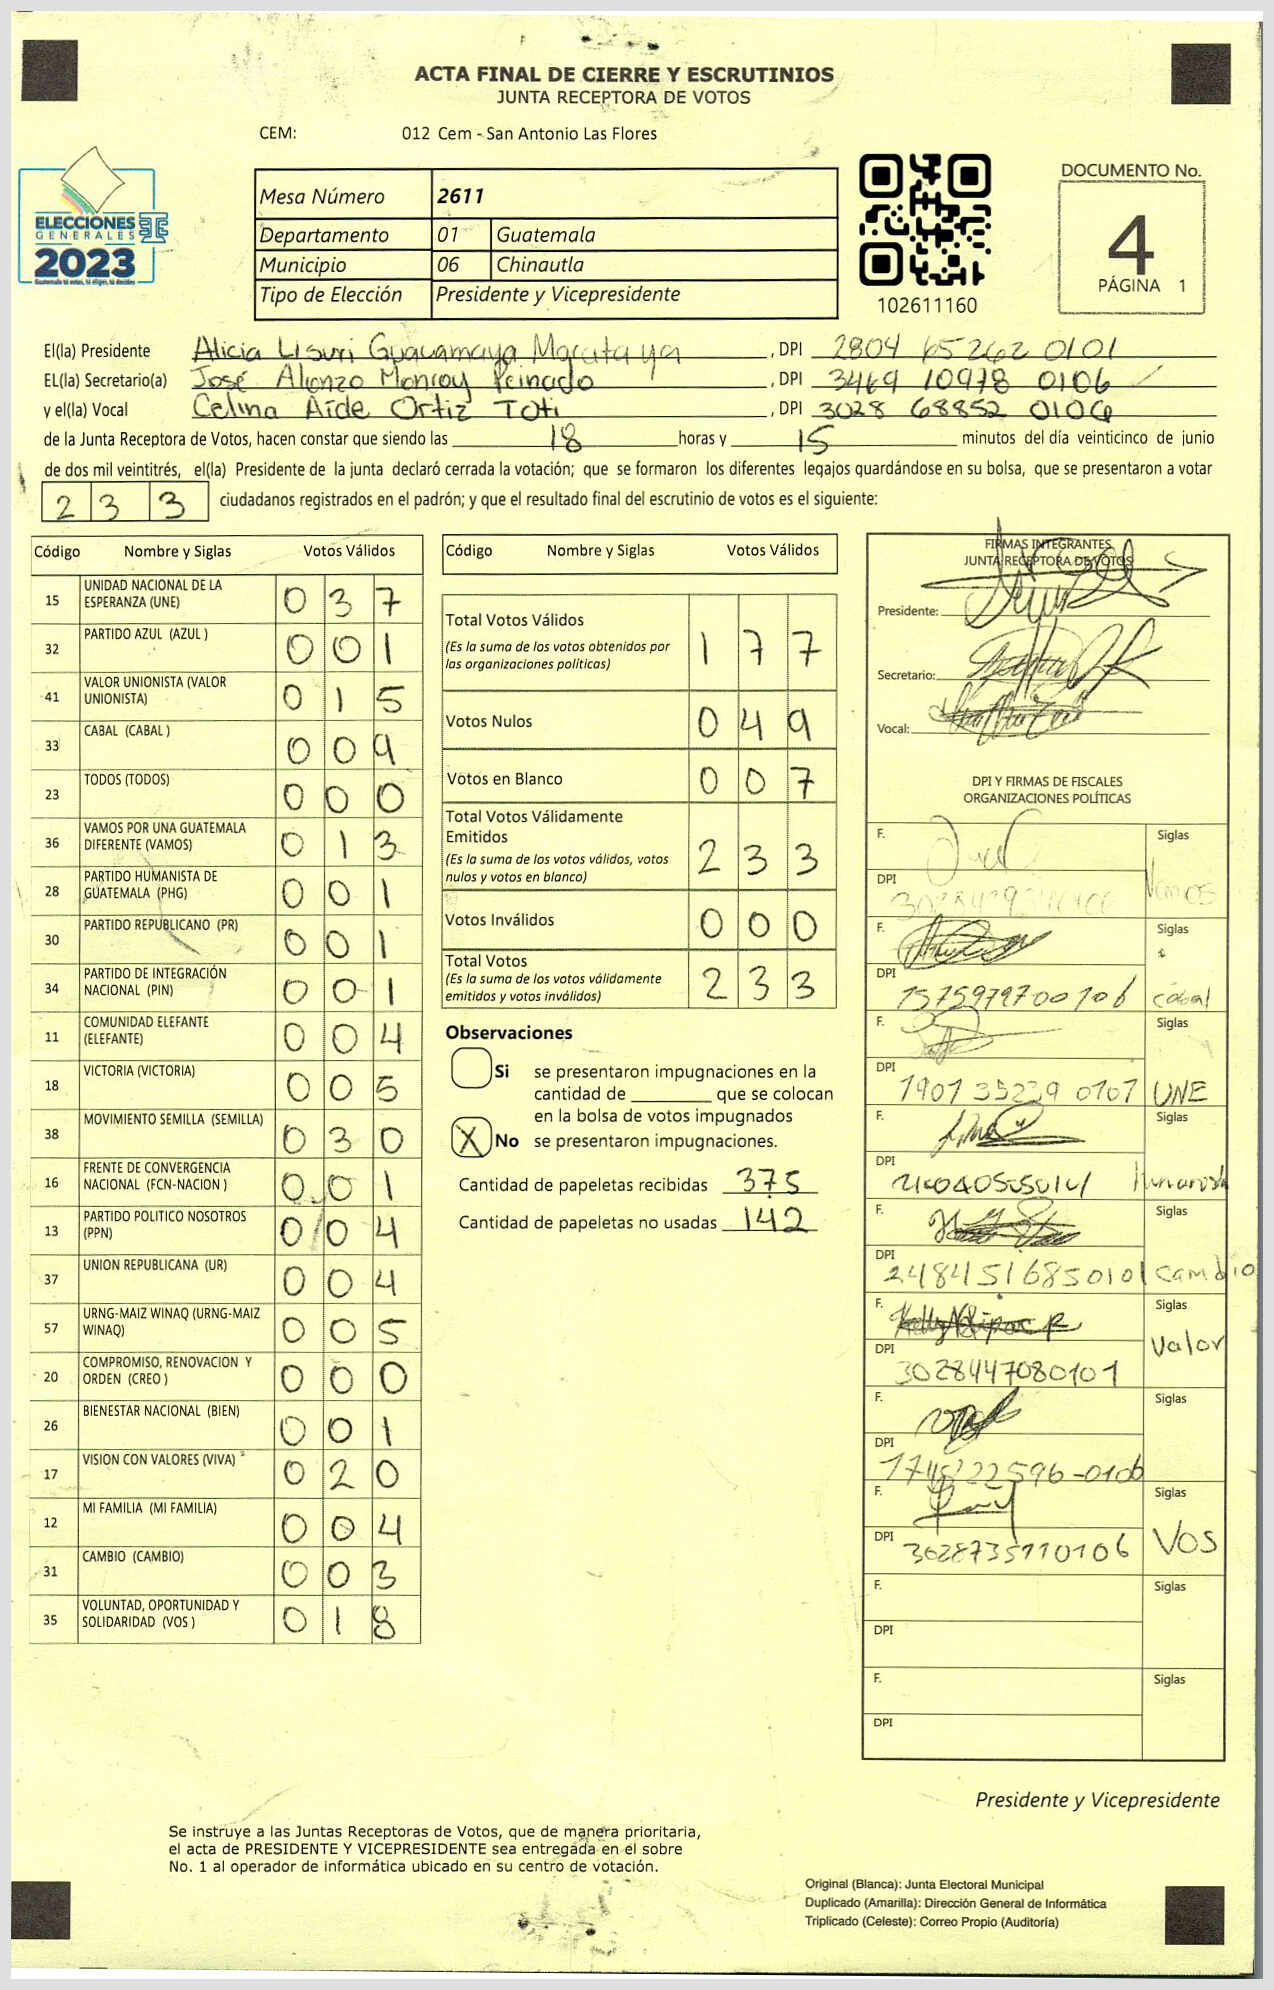 ACTA FINAL DE CIERRE Y ESCRUTINIOS
JUNTA RECEPTORA DE VOTOS
CEM: 012 Cem - San Antonio Las Flores
ELECCIONES
GENERALES
2023
Guatemala tú votas, tú eliges, tú decides
Mesa Número 2611
Departamento 01 Guatemala
Municipio 06 Chinautla
Tipo de Elección Presidente y Vicepresidente
102611160
DOCUMENTO No.
4
PÁGINA 1
El(la) Presidente Alicia Lisuri Guacamaya Morataya, DPI 2804 65262 0101
EL(la) Secretario(a) José Alonzo Monroy Peinado, DPI 3469 10978 0106
y el(la) Vocal Celina Aide Ortiz Toti, DPI 3028 68852 0106
de la Junta Receptora de Votos, hacen constar que siendo las 18 horas y 15 minutos del día veinticinco de junio
de dos mil veintitrés, el(la) Presidente de la junta declaró cerrada la votación; que se formaron los diferentes legajos guardándose en su bolsa, que se presentaron a votar
233 ciudadanos registrados en el padrón; y que el resultado final del escrutinio de votos es el siguiente:
Código Nombre y Siglas Votos Válidos
15 UNIDAD NACIONAL DE LA ESPERANZA (UNE) 0 3 7
32 PARTIDO AZUL (AZUL ) 0 0 1
41 VALOR UNIONISTA (VALOR UNIONISTA) 0 1 5
33 CABAL (CABAL ) 0 0 9
23 TODOS (TODOS) 0 0 0
36 VAMOS POR UNA GUATEMALA DIFERENTE (VAMOS) 0 1 3
28 PARTIDO HUMANISTA DE GUATEMALA (PHG) 0 0 1
30 PARTIDO REPUBLICANO (PR) 0 0 1
34 PARTIDO DE INTEGRACIÓN NACIONAL (PIN) 0 0 1
11 COMUNIDAD ELEFANTE (ELEFANTE) 0 0 4
18 VICTORIA (VICTORIA) 0 0 5
38 MOVIMIENTO SEMILLA (SEMILLA) 0 3 0
16 FRENTE DE CONVERGENCIA NACIONAL (FCN-NACION ) 0 0 1
13 PARTIDO POLITICO NOSOTROS (PPN) 0 0 4
37 UNION REPUBLICANA (UR) 0 0 4
57 URNG-MAIZ WINAQ (URNG-MAIZ WINAQ) 0 0 5
20 COMPROMISO, RENOVACION Y ORDEN (CREO ) 0 0 0
26 BIENESTAR NACIONAL (BIEN) 0 0 1
17 VISION CON VALORES (VIVA) 0 2 0
12 MI FAMILIA (MI FAMILIA) 0 0 4
31 CAMBIO (CAMBIO) 0 0 3
35 VOLUNTAD, OPORTUNIDAD Y SOLIDARIDAD (VOS ) 0 1 8
Código Nombre y Siglas Votos Válidos
Total Votos Válidos 1 7 7
(Es la suma de los votos obtenidos por
las organizaciones políticas)
Votos Nulos 0 4 9
Votos en Blanco 0 0 7
Total Votos Válidamente
Emitidos 2 3 3
(Es la suma de los votos válidos, votos
nulos y votos en blanco)
Votos Inválidos 0 0 0
Total Votos 2 3 3
(Es la suma de los votos válidamente
emitidos y votos inválidos)
Observaciones
Si se presentaron impugnaciones en la
cantidad de ________ que se colocan
en la bolsa de votos impugnados
X No se presentaron impugnaciones.
Cantidad de papeletas recibidas 375
Cantidad de papeletas no usadas 142
FIRMAS INTEGRANTES
JUNTA RECEPTORA DE VOTOS
Presidente:
Secretario:
Vocal:
DPI Y FIRMAS DE FISCALES
ORGANIZACIONES POLÍTICAS
F. Siglas
DPI Vamos
F. Siglas
DPI 1575979700106 cabal
F. Siglas
DPI 1901 35239 0101 UNE
F. Siglas
DPI
F. Siglas
DPI 2484516850101 Cambio
F. Siglas
DPI 3028447080101 Valor
F. Siglas
DPI
F. Siglas
DPI 3028735110106 VOS
F. Siglas
DPI
F. Siglas
DPI
Presidente y Vicepresidente
Se instruye a las Juntas Receptoras de Votos, que de manera prioritaria,
el acta de PRESIDENTE Y VICEPRESIDENTE sea entregada en el sobre
No. 1 al operador de informática ubicado en su centro de votación.
Original (Blanca): Junta Electoral Municipal
Duplicado (Amarilla): Dirección General de Informática
Triplicado (Celeste): Correo Propio (Auditoría)